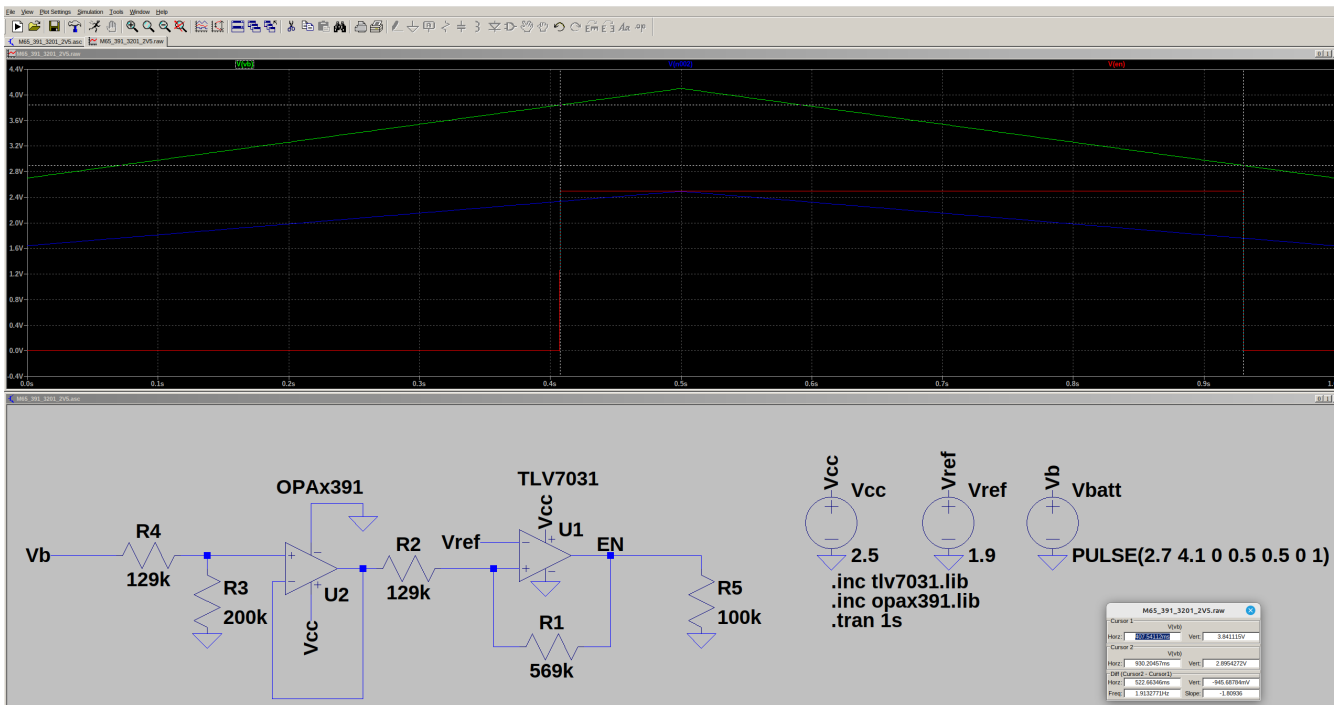 File View Plot Settings Simulation Tools Window Help
M65_391_3201_2V5.asc M65_391_3201_2V5.raw
M65_391_3201_2V5.raw
V(vb) V(en)
4.4V
4.0V
3.6V
3.2V
2.8V
2.4V
2.0V
1.6V
1.2V
0.8V
0.4V
0.0V
-0.4V
0.0s 0.1s 0.2s 0.3s 0.4s 0.5s 0.6s 0.7s 0.8s 0.9s 1.
M65_391_3201_2V5.asc
OPAx391
TLV7031
Vcc
Vcc
Vref
Vref
Vb
Vbatt
Vb
R4
129k
R3
200k
U2
Vcc
R2
129k
Vref
Vcc
U1
EN
R1
569k
R5
100k
2.5
1.9
PULSE(2.7 4.1 0 0.5 0.5 0 1)
.inc tlv7031.lib
.inc opax391.lib
.tran 1s
M65_391_3201_2V5.raw
Cursor 1
V(vb)
Horz: 407.54112ms Vert: 3.841115V
Cursor 2
V(vb)
Horz: 930.20457ms Vert: 2.8954272V
Diff (Cursor2 - Cursor1)
Horz: 522.66346ms Vert: -945.68784mV
Freq: 1.9132771Hz Slope: -1.80936